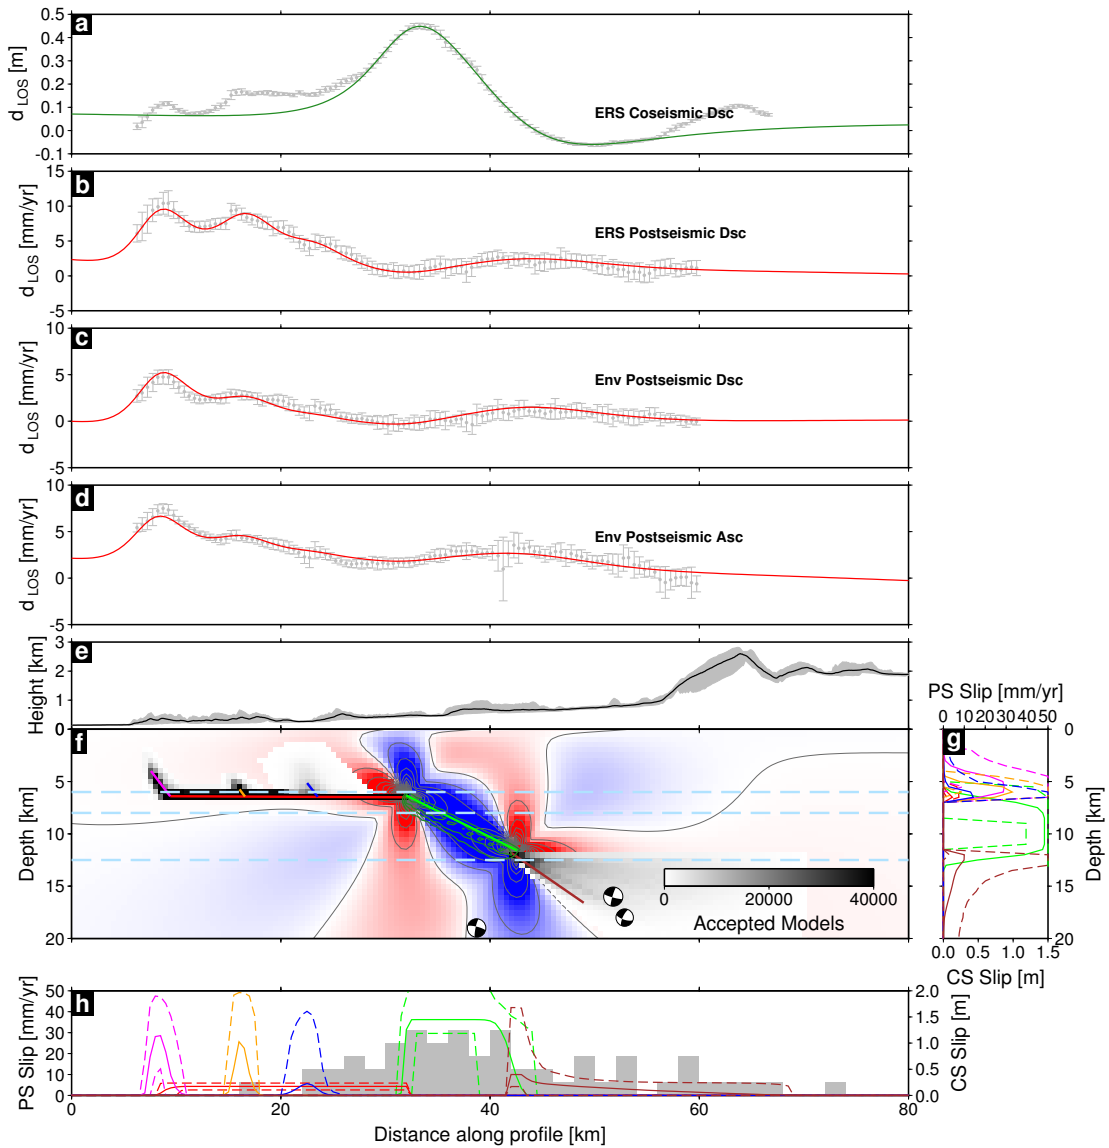 a
0.5
0.4
0.3
0.2
0.1
0.0
-0.1
d LOS [m]
ERS Coseismic Dsc
b
15
10
5
0
-5
d LOS [mm/yr]
ERS Postseismic Dsc
c
10
5
0
-5
d LOS [mm/yr]
Env Postseismic Dsc
d
10
5
0
-5
d LOS [mm/yr]
Env Postseismic Asc
e
3
2
1
0
Height [km]
f
0
5
10
15
20
Depth [km]
0 20000 40000
Accepted Models
PS Slip [mm/yr]
0 10 20 30 40 50
g
0
5
10
15
20
Depth [km]
0.0 0.5 1.0 1.5
CS Slip [m]
h
50
40
30
20
10
0
PS Slip [mm/yr]
2.0
1.5
1.0
0.5
0.0
CS Slip [m]
0 20 40 60 80
Distance along profile [km]